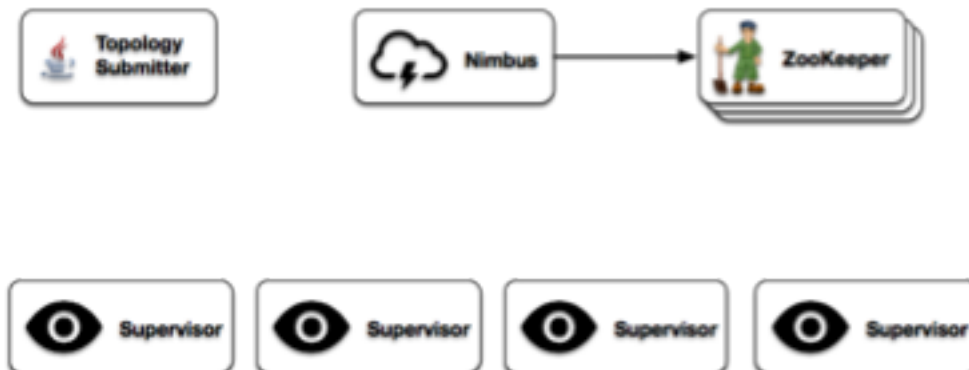 Topology
Submitter
Nimbus
ZooKeeper
Supervisor
Supervisor
Supervisor
Supervisor